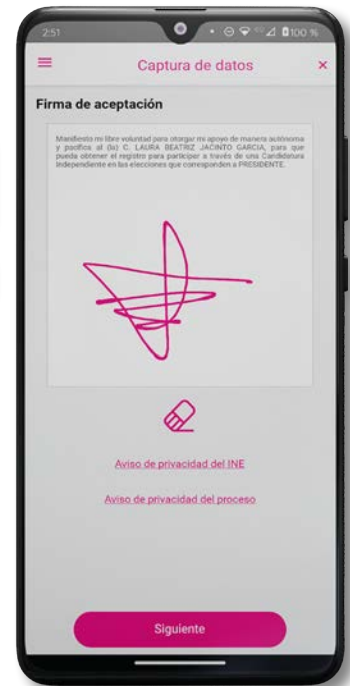 2:51
100 %
Captura de datos
×
Firma de aceptación
Manifiesto mi libre voluntad para otorgar mi apoyo de manera autónoma
y pacífica al (la) C. LAURA BEATRIZ JACINTO GARCIA, para que
pueda obtener el registro para participar a través de una Candidatura
Independiente en las elecciones que corresponden a PRESIDENTE.
Aviso de privacidad del INE
Aviso de privacidad del proceso
Siguiente